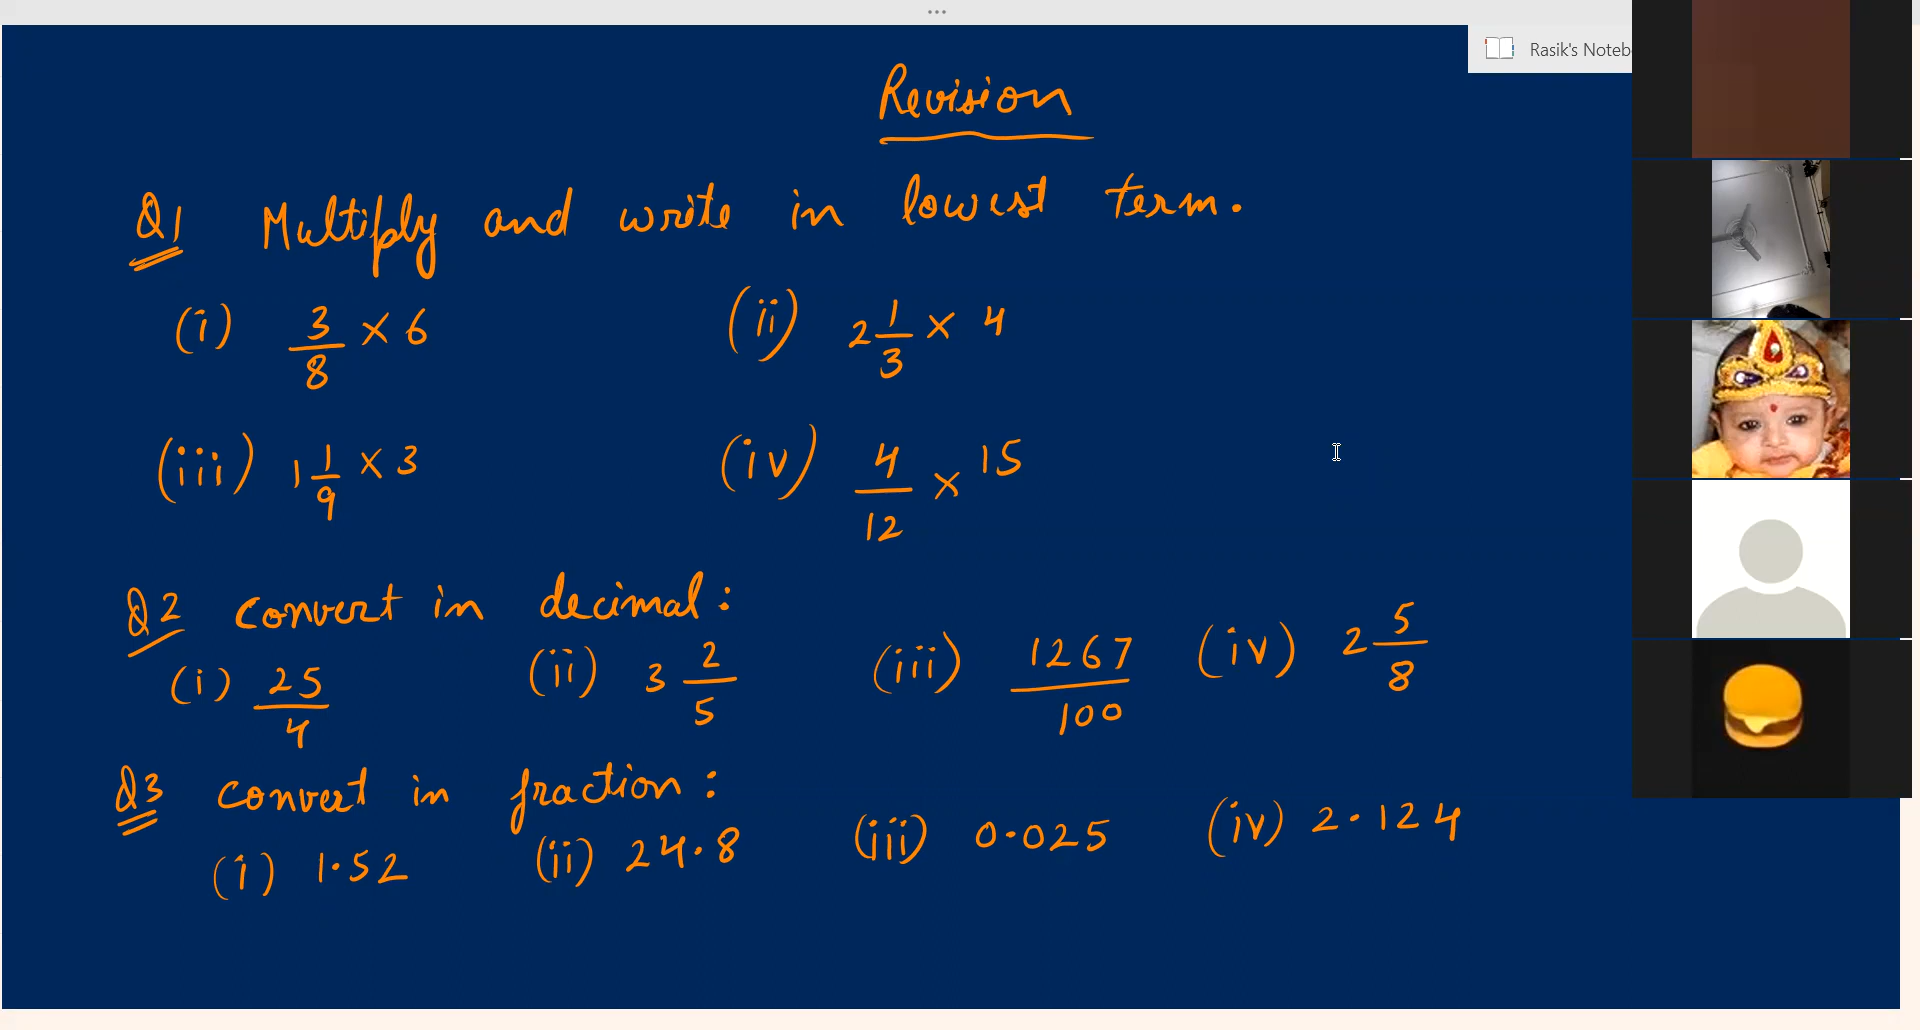 Rasik's Noteb
Revision
Q1 Multiply and write in lowest term.
(i) 3/8 × 6 (ii) 2 1/3 × 4
(iii) 1 1/9 × 3 (iv) 4/12 × 15
Q2 convert in decimal:
(i) 25/4 (ii) 3 2/5 (iii) 1267/100 (iv) 2 5/8
Q3 convert in fraction:
(i) 1.52 (ii) 24.8 (iii) 0.025 (iv) 2.124